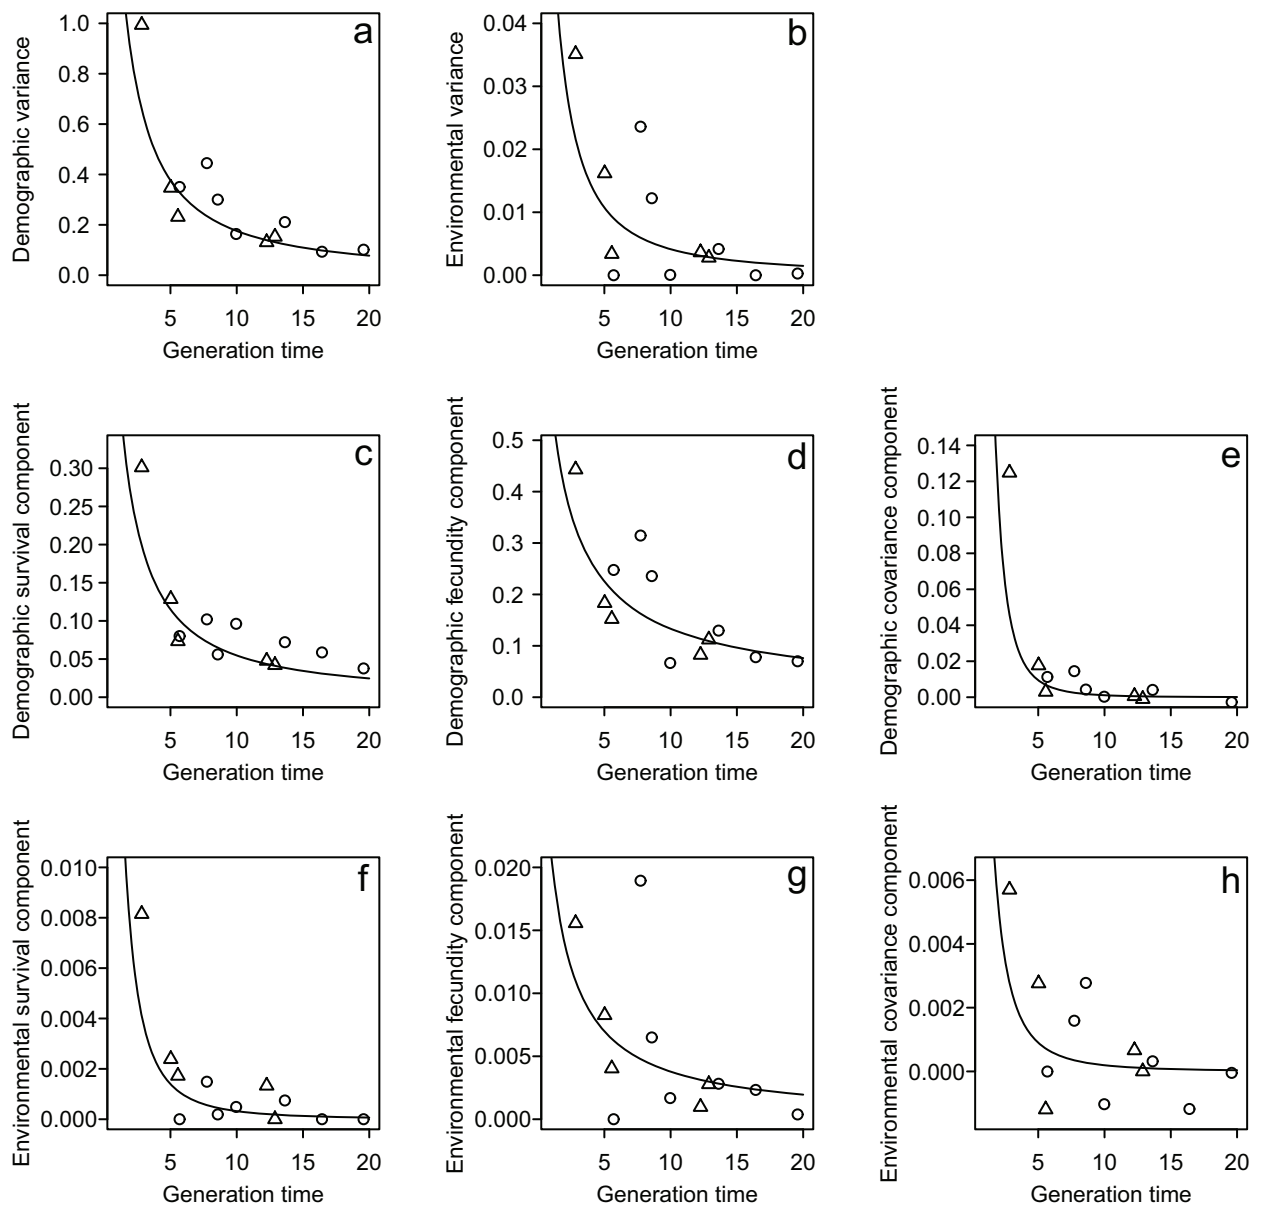 a
Demographic variance
1.0
0.8
0.6
0.4
0.2
0.0
5 10 15 20
Generation time
b
Environmental variance
0.04
0.03
0.02
0.01
0.00
5 10 15 20
Generation time
c
Demographic survival component
0.30
0.25
0.20
0.15
0.10
0.05
0.00
5 10 15 20
Generation time
d
Demographic fecundity component
0.5
0.4
0.3
0.2
0.1
0.0
5 10 15 20
Generation time
e
Demographic covariance component
0.14
0.12
0.10
0.08
0.06
0.04
0.02
0.00
5 10 15 20
Generation time
f
Environmental survival component
0.010
0.008
0.006
0.004
0.002
0.000
5 10 15 20
Generation time
g
Environmental fecundity component
0.020
0.015
0.010
0.005
0.000
5 10 15 20
Generation time
h
Environmental covariance component
0.006
0.004
0.002
0.000
5 10 15 20
Generation time